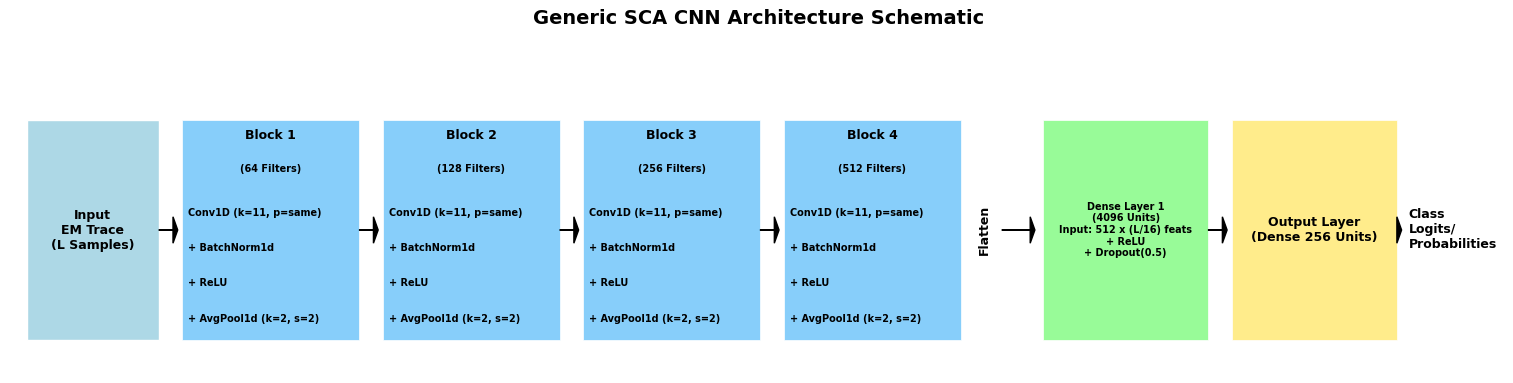 Generic SCA CNN Architecture Schematic
Input
EM Trace
(L Samples)
Block 1
(64 Filters)
Conv1D (k=11, p=same)
+ BatchNorm1d
+ ReLU
+ AvgPool1d (k=2, s=2)
Block 2
(128 Filters)
Conv1D (k=11, p=same)
+ BatchNorm1d
+ ReLU
+ AvgPool1d (k=2, s=2)
Block 3
(256 Filters)
Conv1D (k=11, p=same)
+ BatchNorm1d
+ ReLU
+ AvgPool1d (k=2, s=2)
Block 4
(512 Filters)
Conv1D (k=11, p=same)
+ BatchNorm1d
+ ReLU
+ AvgPool1d (k=2, s=2)
Flatten
Dense Layer 1
(4096 Units)
Input: 512 x (L/16) feats
+ ReLU
+ Dropout(0.5)
Output Layer
(Dense 256 Units)
Class
Logits/
Probabilities